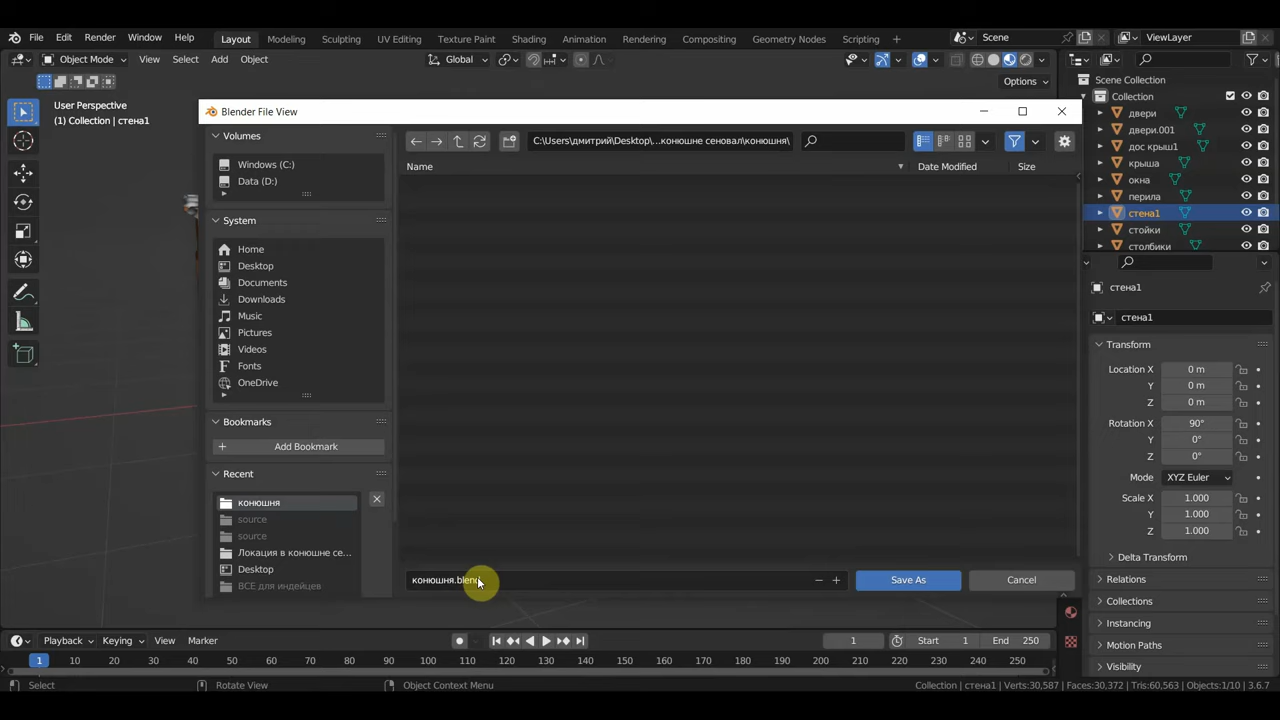 File Edit Render Window Help Layout Modeling Sculpting UV Editing Texture Paint Shading Animation Rendering Compositing Geometry Nodes Scripting Scene ViewLayer
Object Mode View Select Add Object Global
Options
User Perspective
(1) Collection | стена1
Scene Collection
Collection
двери
двери.001
дос крыш1
крыша
окна
перила
стена1
стойки
столбики
Blender File View
Volumes
Windows (C:)
Data (D:)
System
Home
Desktop
Documents
Downloads
Music
Pictures
Videos
Fonts
OneDrive
Bookmarks
Add Bookmark
Recent
конюшня
source
source
Локация в конюшне се...
Desktop
ВСЕ для индейцев
C:\Users\дмитрий\Desktop\,...конюшне сеновал\конюшня\
Name Date Modified Size
конюшня.blend
Save As Cancel
стена1
стена1
Transform
Location X 0 m
Y 0 m
Z 0 m
Rotation X 90°
Y 0°
Z 0°
Mode XYZ Euler
Scale X 1.000
Y 1.000
Z 1.000
Delta Transform
Relations
Collections
Instancing
Motion Paths
Visibility
Playback Keying View Marker 1 Start 1 End 250
1 10 20 30 40 50 60 70 80 90 100 110 120 130 140 150 160 170 180 190 200 210 220 230 240 250
Select Rotate View Object Context Menu Collection | стена1 | Verts:30,587 | Faces:30,372 | Tris:60,563 | Objects:1/10 | 3.6.7